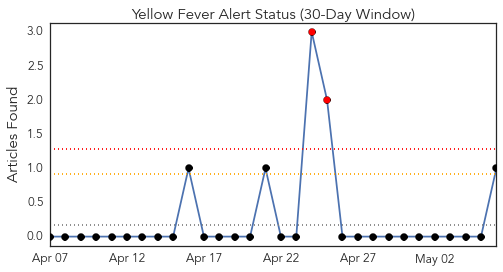 Yellow Fever Alert Status (30-Day Window)
Articles Found
3.0
2.5
2.0
1.5
1.0
0.5
0.0
Apr 07 Apr 12 Apr 17 Apr 22 Apr 27 May 02